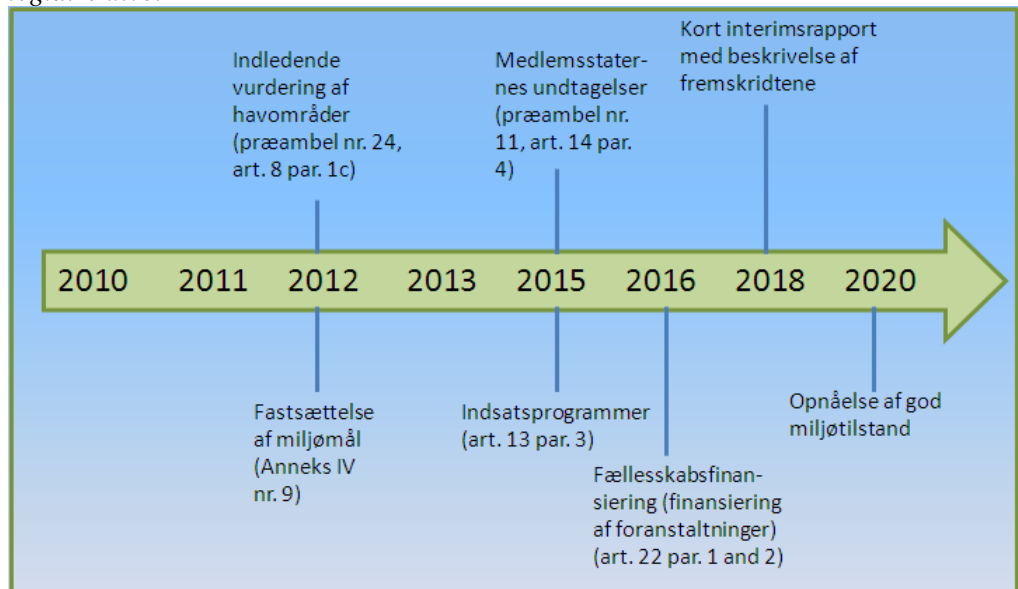 Indledende
vurdering af
havområder
(præambel nr. 24,
art. 8 par. 1c)
Medlemsstater-
nes undtagelser
(præambel nr.
11, art. 14 par.
4)
Kort interimsrapport
med beskrivelse af
fremskridtene
2010 2011 2012 2013 2015 2016 2018 2020
Fastsættelse
af miljømål
(Anneks IV
nr. 9)
Indsatsprogrammer
(art. 13 par. 3)
Fællesskabsfinan-
siering (finansiering
af foranstaltninger)
(art. 22 par. 1 and 2)
Opnåelse af god
miljøtilstand